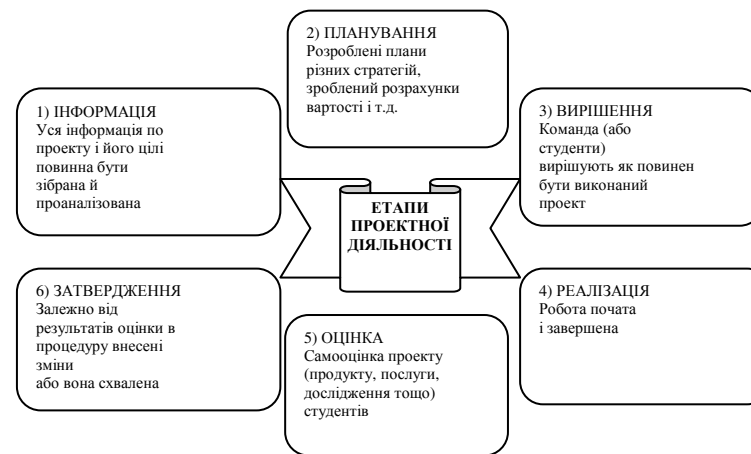 1) ІНФОРМАЦІЯ
Уся інформація по
проекту і його цілі
повинна бути
зібрана й
проаналізована
2) ПЛАНУВАННЯ
Розроблені плани
різних стратегій,
зроблений розрахунки
вартості і т.д.
3) ВИРІШЕННЯ
Команда (або
студенти)
вирішують як повинен
бути виконаний
проект
ЕТАПИ
ПРОЕКТНОЇ
ДІЯЛЬНОСТІ
4) РЕАЛІЗАЦІЯ
Робота почата
і завершена
5) ОЦІНКА
Самооцінка проекту
(продукту, послуги,
дослідження тощо)
студентів
6) ЗАТВЕРДЖЕННЯ
Залежно від
результатів оцінки в
процедуру внесені
зміни
або вона схвалена